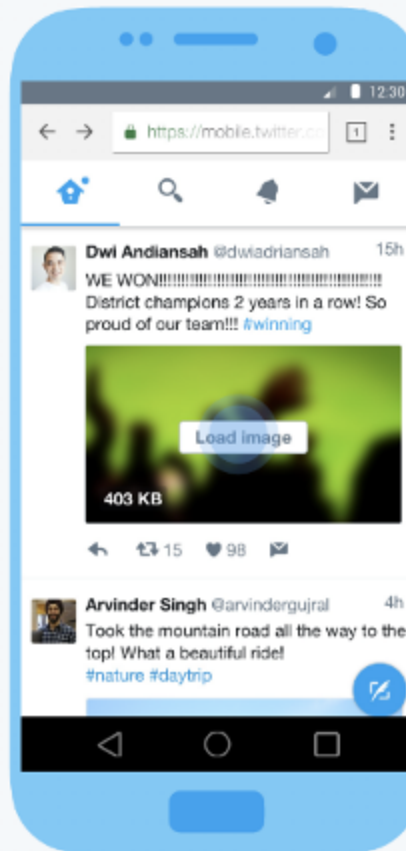 12:30
https://mobile.twitter.co
1
Dwi Andiansah @dwiadriansah 15h
WE WON!!!!!!!!!!!!!!!!!!!!!!!!!!!!!!!!!!!!!!!!!!!!!!!!!!!!!!
District champions 2 years in a row! So
proud of our team!!! #winning
Load image
403 KB
15 98
Arvinder Singh @arvindergujral 4h
Took the mountain road all the way to the
top! What a beautiful ride!
#nature #daytrip